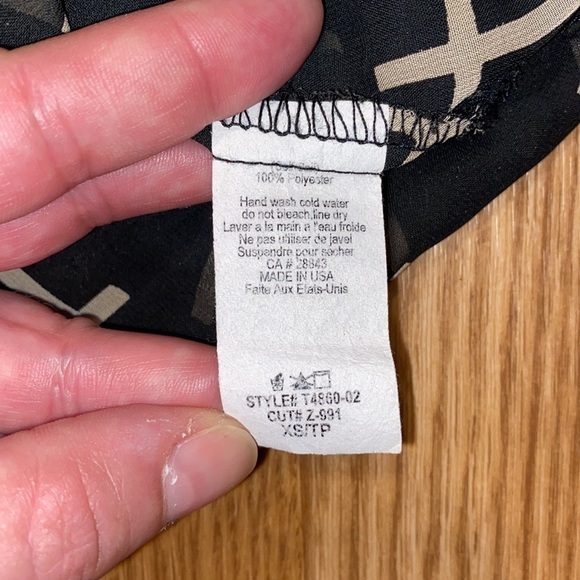 100% Polyester
Hand wash cold water
do not bleach,line dry
Laver a la main a l'eau froide
Ne pas utiliser de javel
Suspendre pour secher
CA # 28843
MADE IN USA
Faite Aux Etats-Unis
STYLE# T4860-02
CUT# Z-991
XS/TP